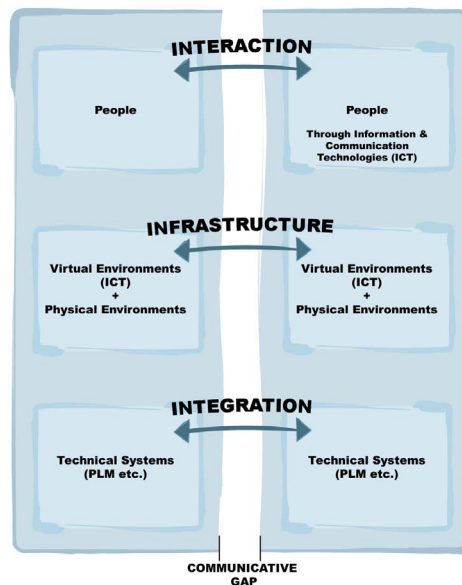 INTERACTION
People
People
Through Information &
Communication
Technologies (ICT)
INFRASTRUCTURE
Virtual Environments
(ICT)
+
Physical Environments
Virtual Environments
(ICT)
+
Physical Environments
INTEGRATION
Technical Systems
(PLM etc.)
Technical Systems
(PLM etc.)
COMMUNICATIVE
GAP